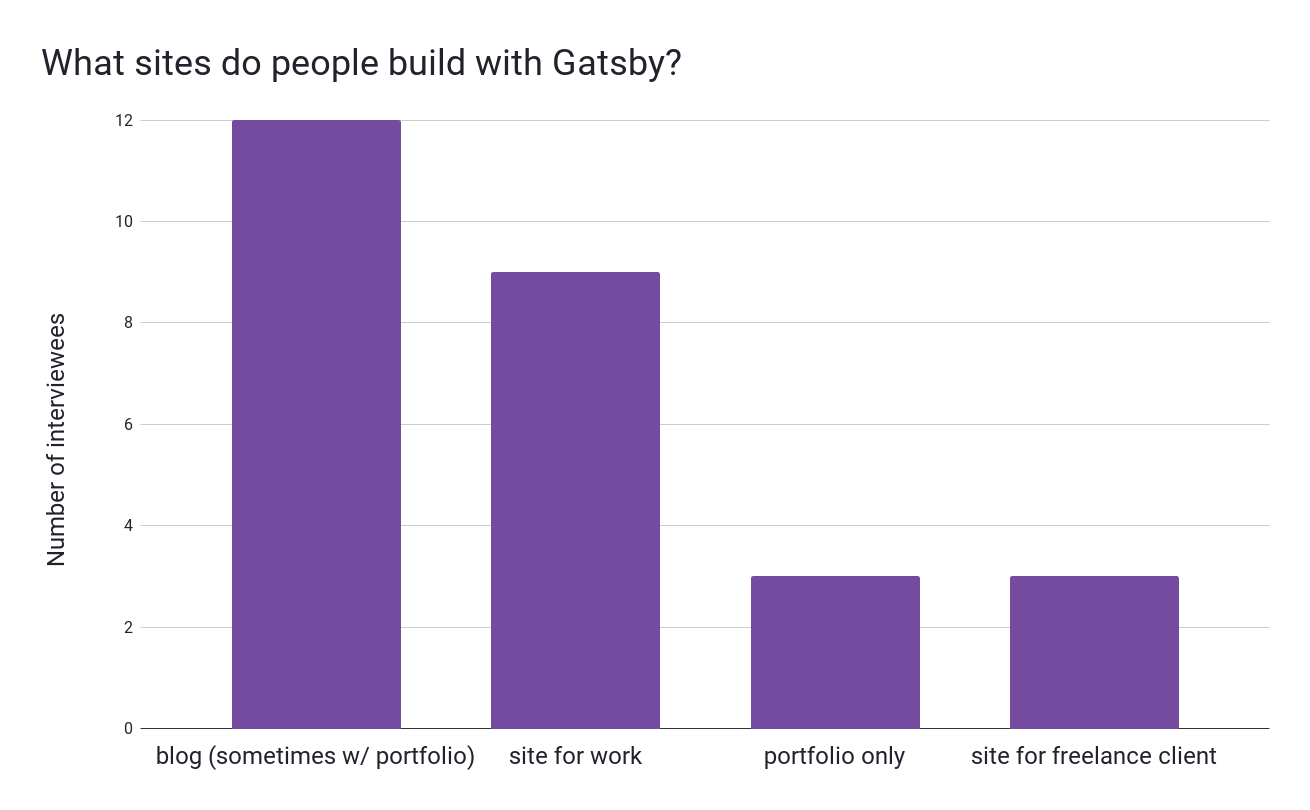 What sites do people build with Gatsby?
Number of interviewees
12
10
8
6
4
2
0
blog (sometimes w/ portfolio)
site for work
portfolio only
site for freelance client